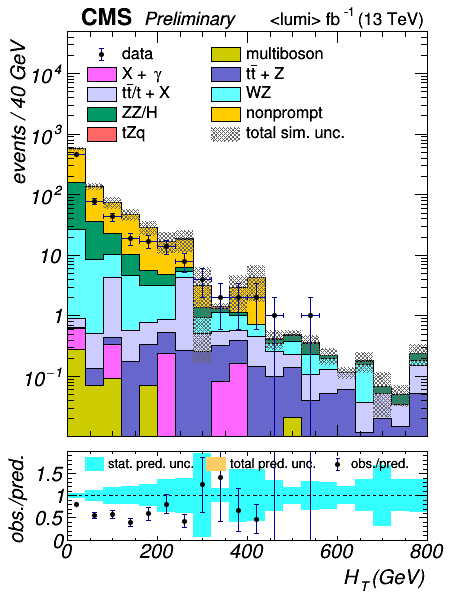 CMS Preliminary <lumi> fb⁻¹ (13 TeV)
events / 40 GeV
10⁴
10³
10²
10
1
10⁻¹
data
multiboson
X + γ
tt̄ + Z
tt̄/t + X
WZ
ZZ/H
nonprompt
tZq
total sim. unc.
obs./pred.
1.5
1
0.5
0
stat. pred. unc.
total pred. unc.
obs./pred.
0 200 400 600 800
H_T (GeV)